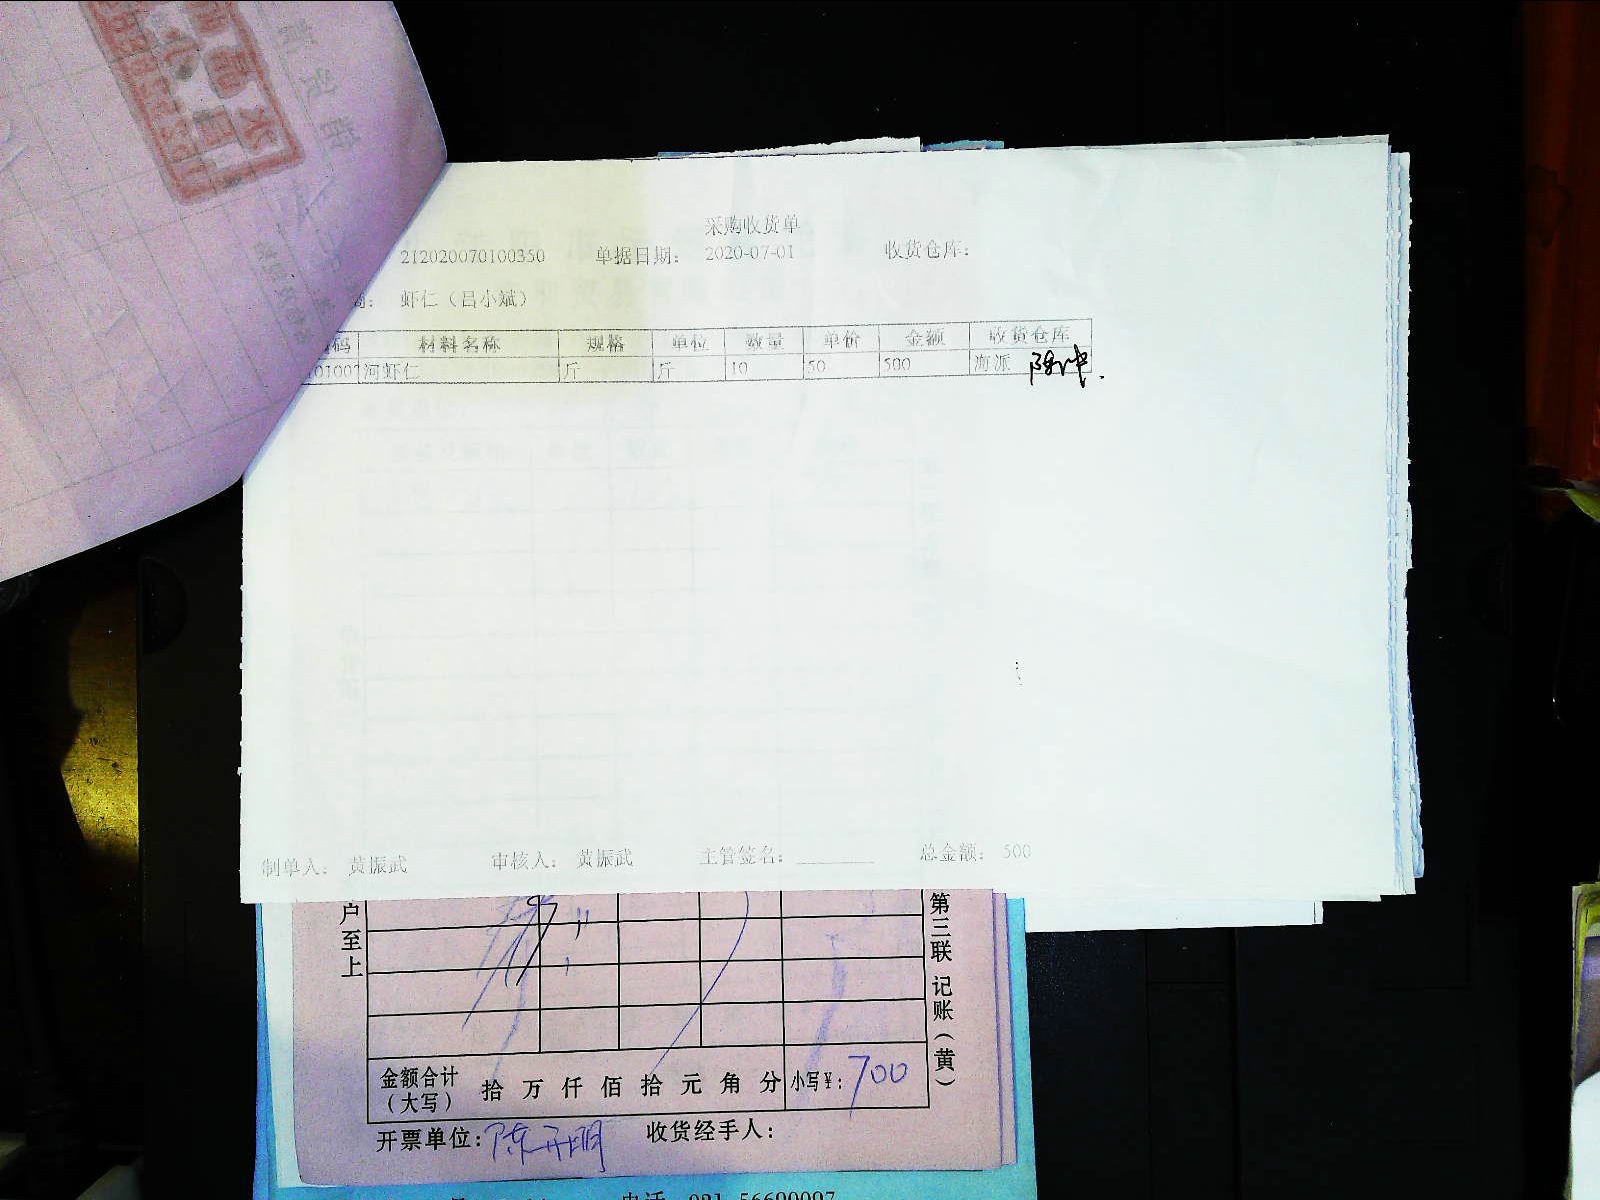 采购收货单
212020070100350 单据日期: 2020-07-01 收货仓库:
虾仁（吕小斌）
码 材料名称 规格 单位 数量 单价 金额 收货仓库
河虾仁 斤 斤 10 50 500 海派
制单人: 黄振武 审核人: 黄振武 主管签名: ________ 总金额: 500
户至上
第三联 记账（黄）
金额合计（大写） 拾 万 仟 佰 拾 元 角 分 小写¥: 700
开票单位: 陈开明 收货经手人: